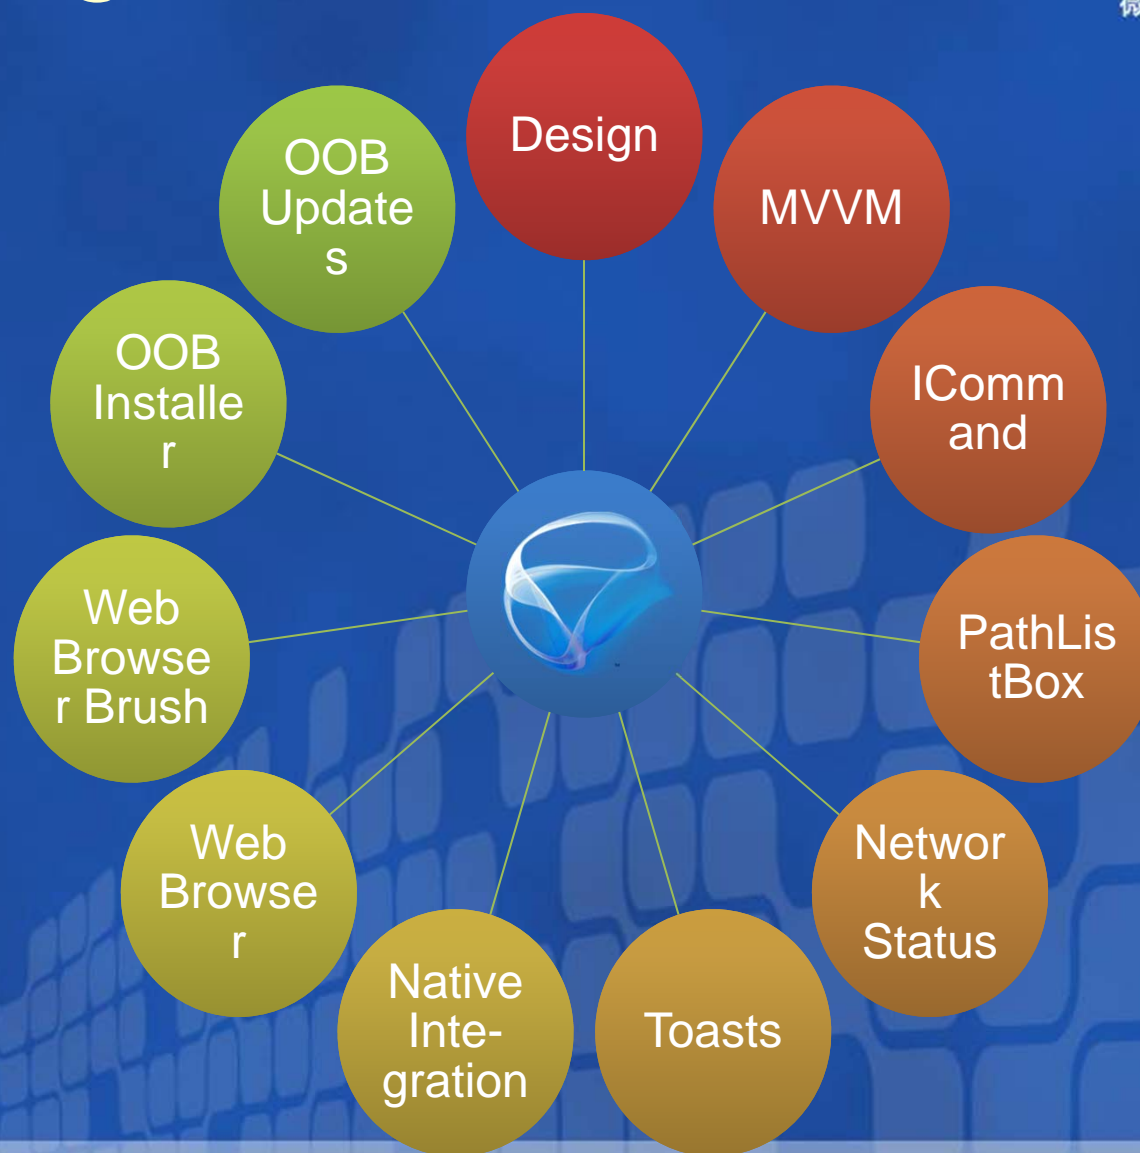 Design
MVVM
IComm
and
PathLis
tBox
Networ
k
Status
Toasts
Native
Inte-
gration
Web
Browse
r
Web
Browse
r Brush
OOB
Installe
r
OOB
Update
s